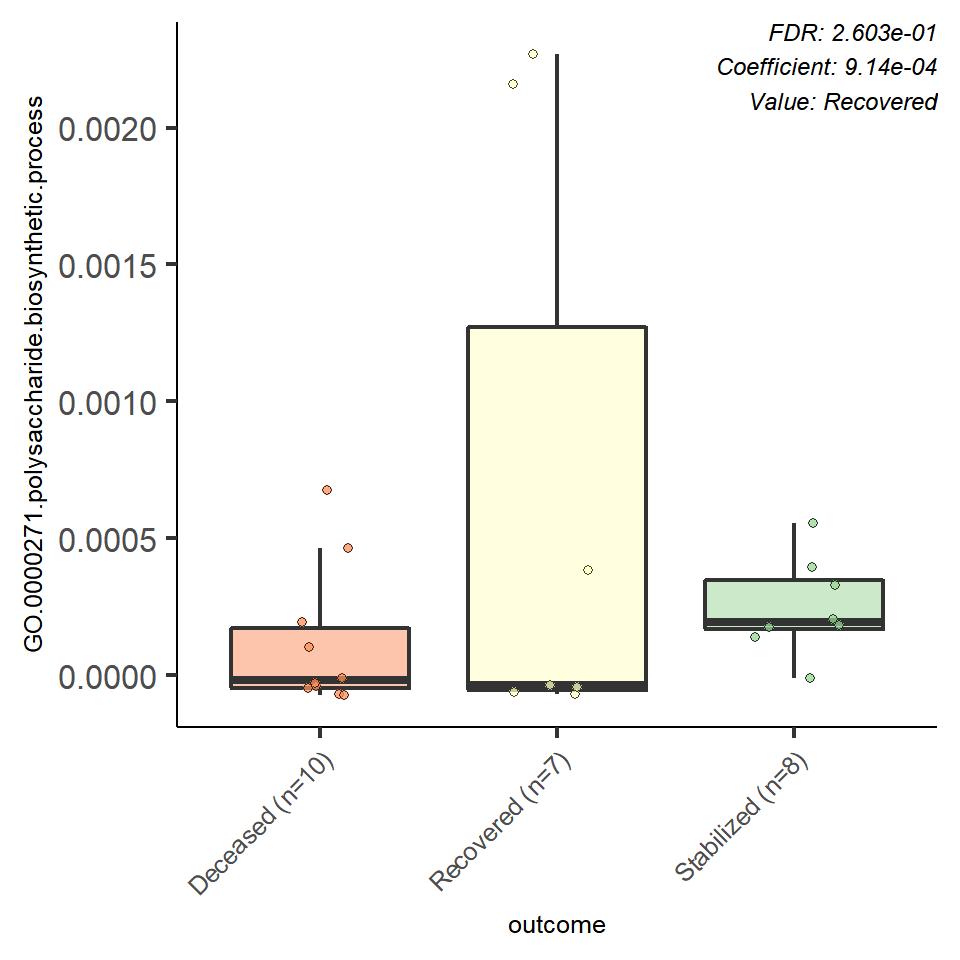 FDR: 2.603e-01
Coefficient: 9.14e-04
Value: Recovered
GO.0000271.polysaccharide.biosynthetic.process
0.0020
0.0015
0.0010
0.0005
0.0000
Deceased (n=10)
Recovered (n=7)
Stabilized (n=8)
outcome